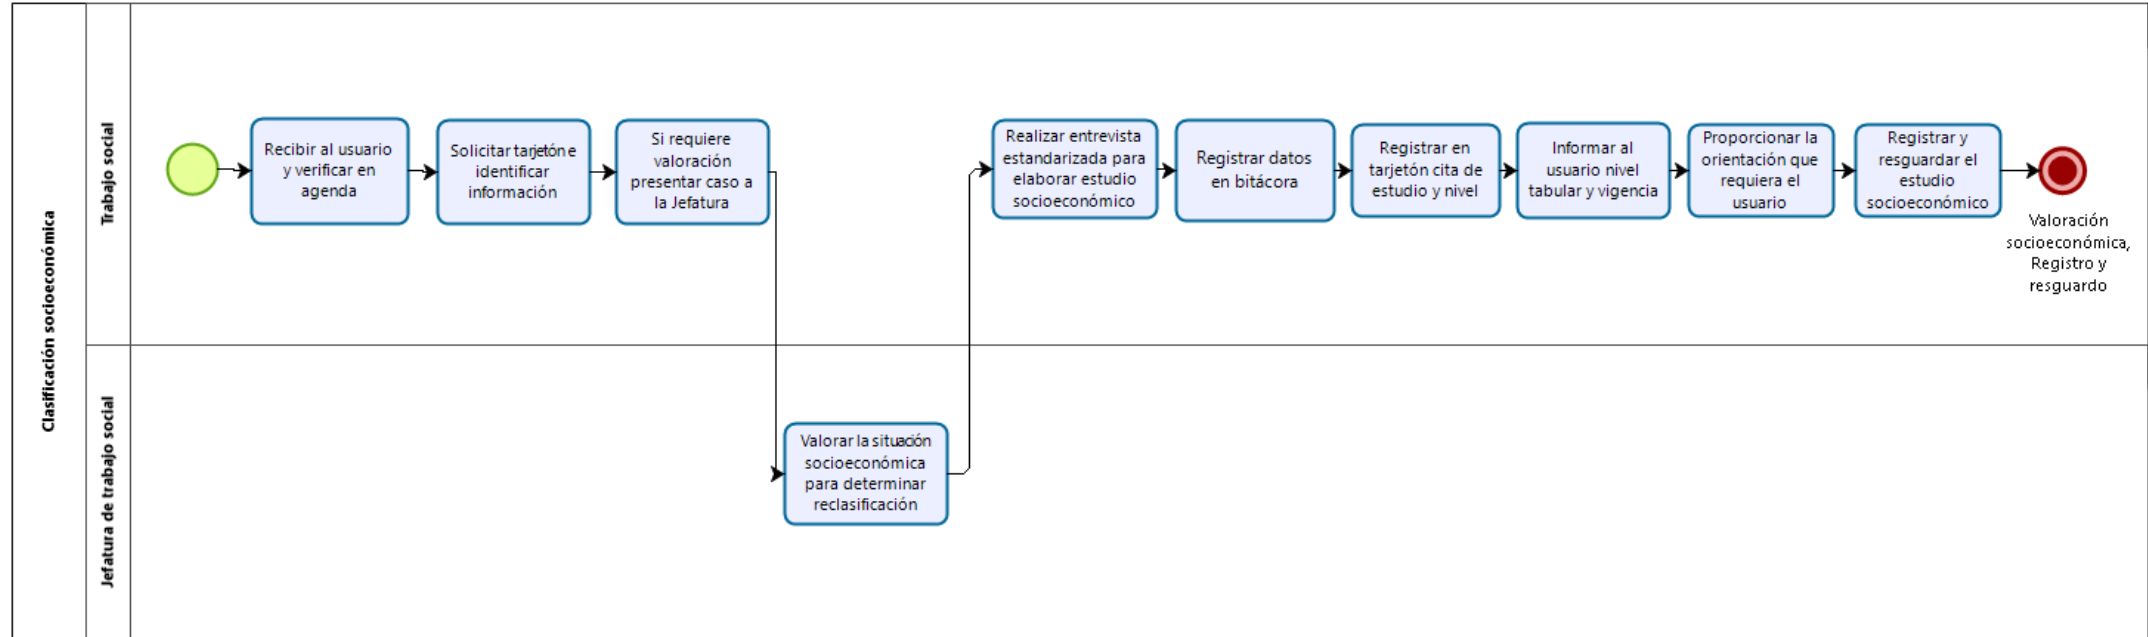 Clasificación socioeconómica
Trabajo social
Recibir al usuario
y verificar en
agenda
Solicitar tarjetón e
identificar
información
Si requiere
valoración
presentar caso a
la Jefatura
Realizar entrevista
estandarizada para
elaborar estudio
socioeconómico
Registrar datos
en bitácora
Registrar en
tarjetón cita de
estudio y nivel
Informar al
usuario nivel
tabular y vigencia
Proporcionar la
orientación que
requiera el
usuario
Registrar y
resguardar el
estudio
socioeconómico
Valoración
socioeconómica,
Registro y
resguardo
Jefatura de trabajo social
Valorar la situación
socioeconómica
para determinar
reclasificación